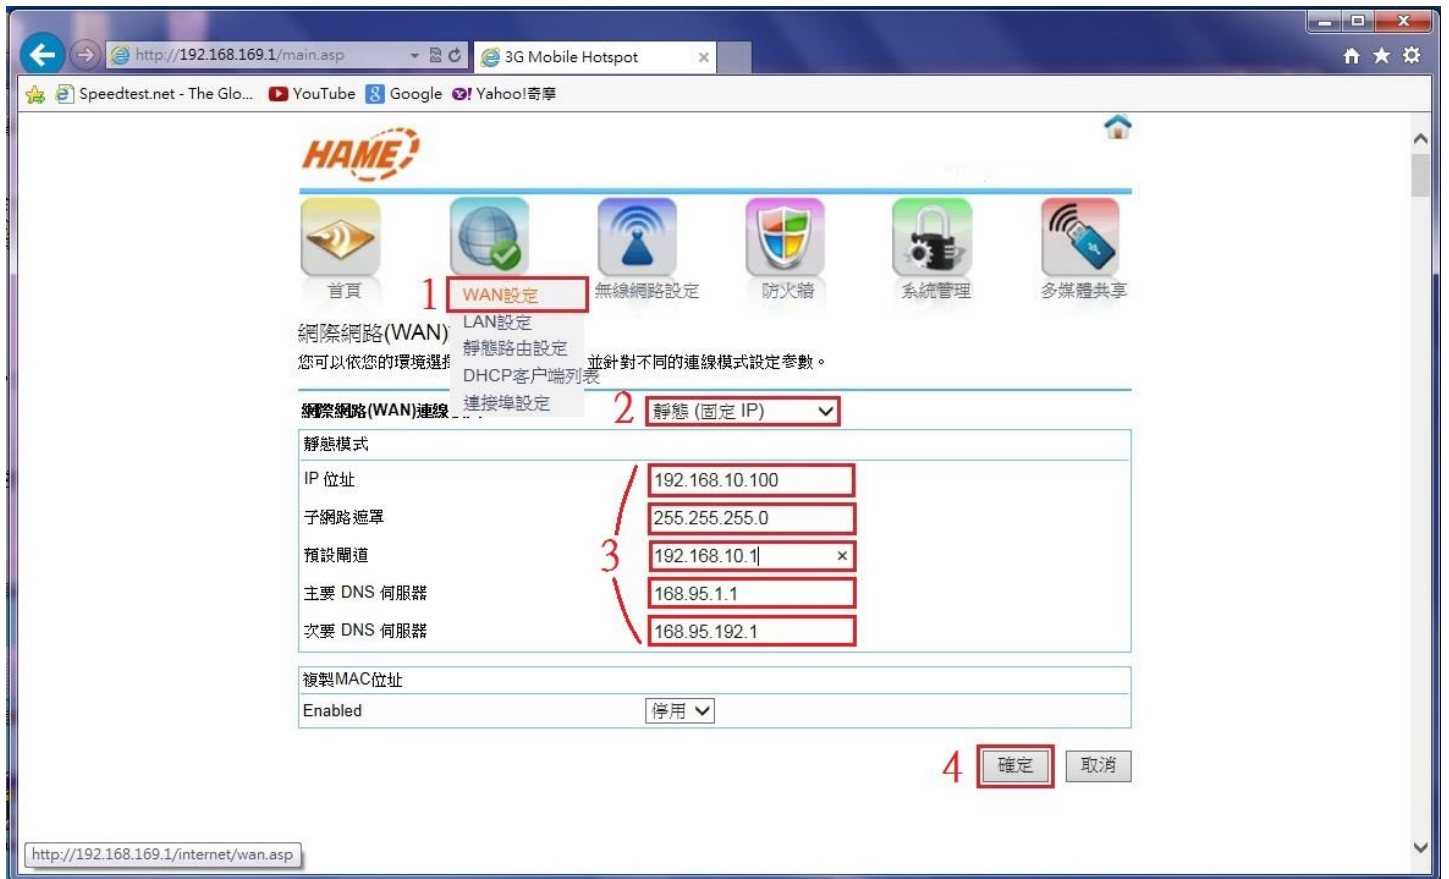 http://192.168.169.1/main.asp
3G Mobile Hotspot
Speedtest.net - The Glo...
YouTube
Google
Yahoo!奇摩
HAME
首頁
1
WAN設定
無線網路設定
防火牆
系統管理
多媒體共享
LAN設定
靜態路由設定
DHCP客戶端列表
連接埠設定
網際網路(WAN)
您可以依您的環境選擇
並針對不同的連線模式設定參數。
網際網路(WAN)連線
2
靜態 (固定 IP)
靜態模式
IP 位址
192.168.10.100
子網路遮罩
255.255.255.0
預設閘道
3
192.168.10.1
主要 DNS 伺服器
168.95.1.1
次要 DNS 伺服器
168.95.192.1
複製MAC位址
Enabled
停用
4
確定
取消
http://192.168.169.1/internet/wan.asp